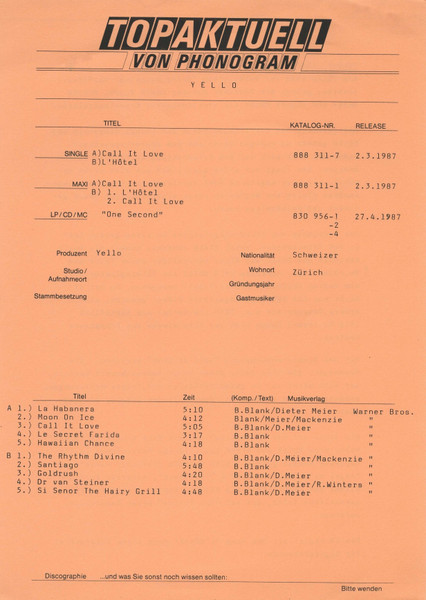 TOPAKTUELL
VON PHONOGRAM
YELLO
TITEL KATALOG-NR. RELEASE
SINGLE A)Call It Love 888 311-7 2.3.1987
B)L'Hôtel
MAXI A)Call It Love 888 311-1 2.3.1987
B) 1. L'Hôtel
2. Call It Love
LP/CD/MC "One Second" 830 956-1 27.4.1987
-2
-4
Produzent Yello Nationalität Schweizer
Studio/ Wohnort Zürich
Aufnahmeort
Gründungsjahr
Stammbesetzung Gastmusiker
Titel Zeit (Komp./Text) Musikverlag
A 1.) La Habanera 5:10 B.Blank/Dieter Meier Warner Bros.
2.) Moon On Ice 4:12 Blank/Meier/Mackenzie "
3.) Call It Love 5:05 B.Blank/D.Meier "
4.) Le Secret Farida 3:17 B.Blank "
5.) Hawaiian Chance 4:18 B.Blank "
B 1.) The Rhythm Divine 4:10 B.Blank/D.Meier/Mackenzie "
2.) Santiago 5:48 B.Blank "
3.) Goldrush 4:20 B.Blank/D.Meier "
4.) Dr van Steiner 4:18 B.Blank/D.Meier/R.Winters "
5.) Si Senor The Hairy Grill 4:48 B.Blank/D.Meier "
Discographie ...und was Sie sonst noch wissen sollten:
Bitte wenden